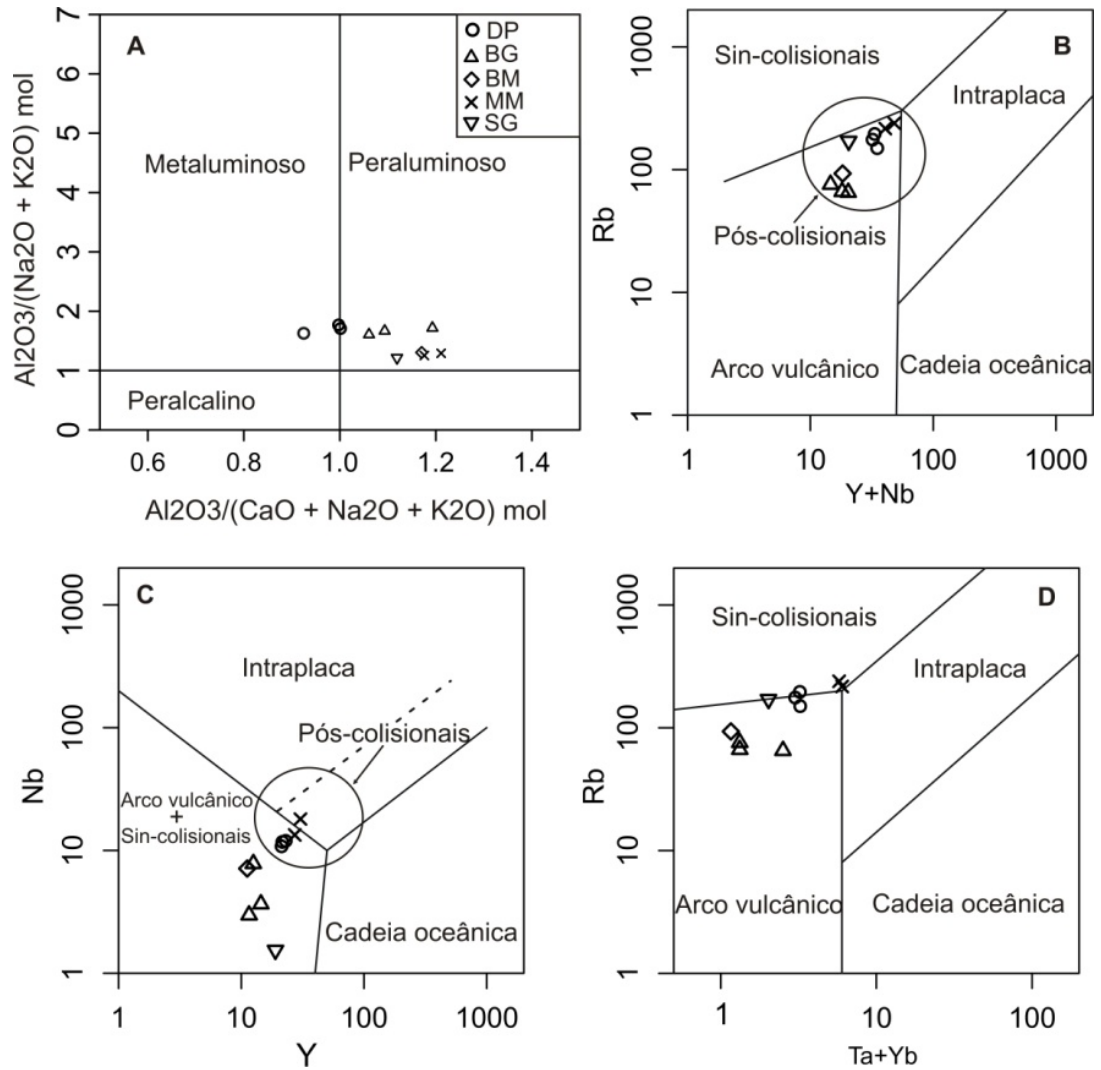 A
DP
BG
BM
MM
SG
Metaluminoso
Peraluminoso
Peralcalino
Al2O3/(Na2O + K2O) mol
0 1 2 3 4 5 6 7
0.6 0.8 1.0 1.2 1.4
Al2O3/(CaO + Na2O + K2O) mol
B
Sin-colisionais
Intraplaca
Pós-colisionais
Arco vulcânico
Cadeia oceânica
Rb
1 10 100 1000
1 10 100 1000
Y+Nb
C
Intraplaca
Pós-colisionais
Arco vulcânico
+
Sin-colisionais
Cadeia oceânica
Nb
1 10 100 1000
1 10 100 1000
Y
D
Sin-colisionais
Intraplaca
Arco vulcânico
Cadeia oceânica
Rb
1 10 100 1000
1 10 100
Ta+Yb